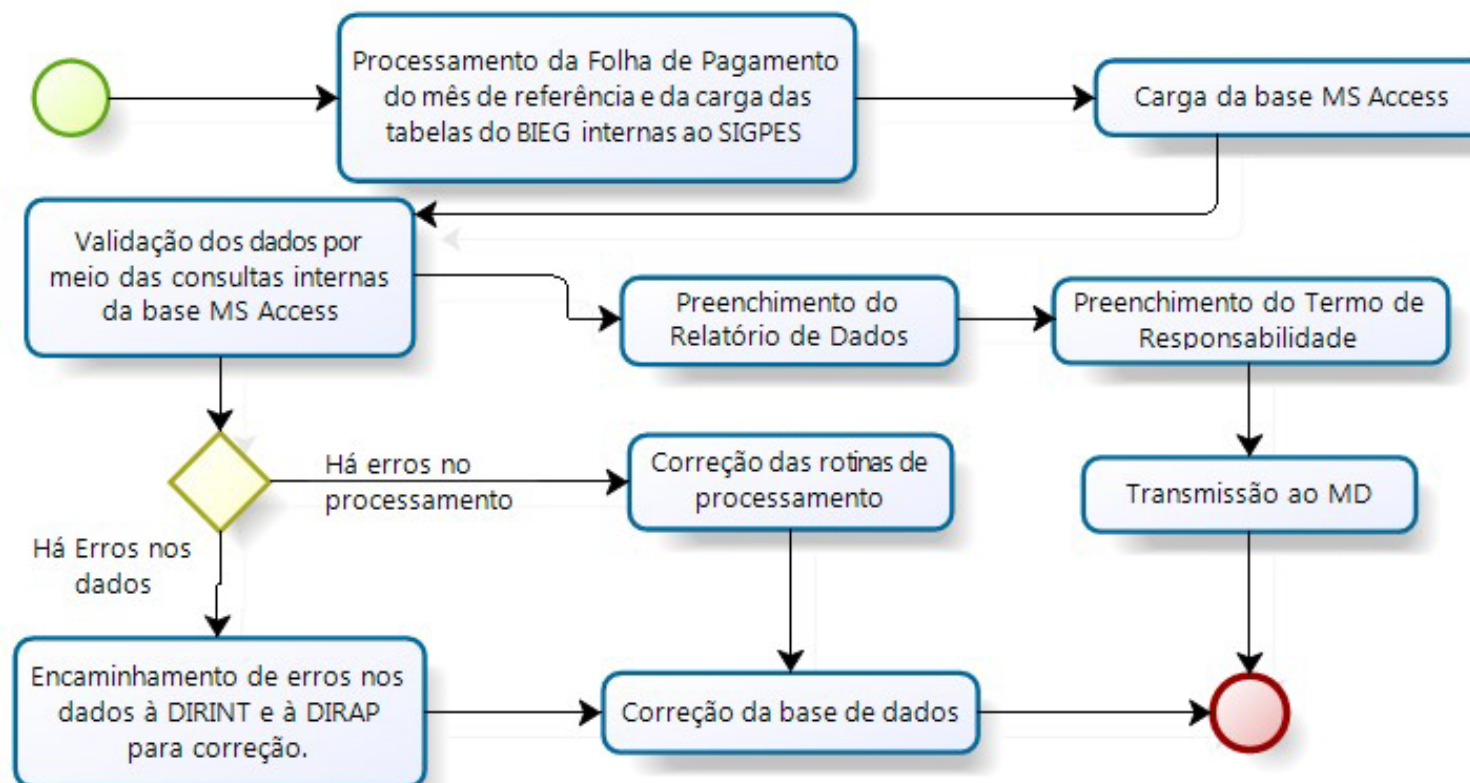 Processamento da Folha de Pagamento
do mês de referência e da carga das
tabelas do BIEG internas ao SIGPES
Carga da base MS Access
Validação dos dados por
meio das consultas internas
da base MS Access
Preenchimento do
Relatório de Dados
Preenchimento do Termo de
Responsabilidade
Há erros no
processamento
Correção das rotinas de
processamento
Transmissão ao MD
Há Erros nos
dados
Encaminhamento de erros nos
dados à DIRINT e à DIRAP
para correção.
Correção da base de dados